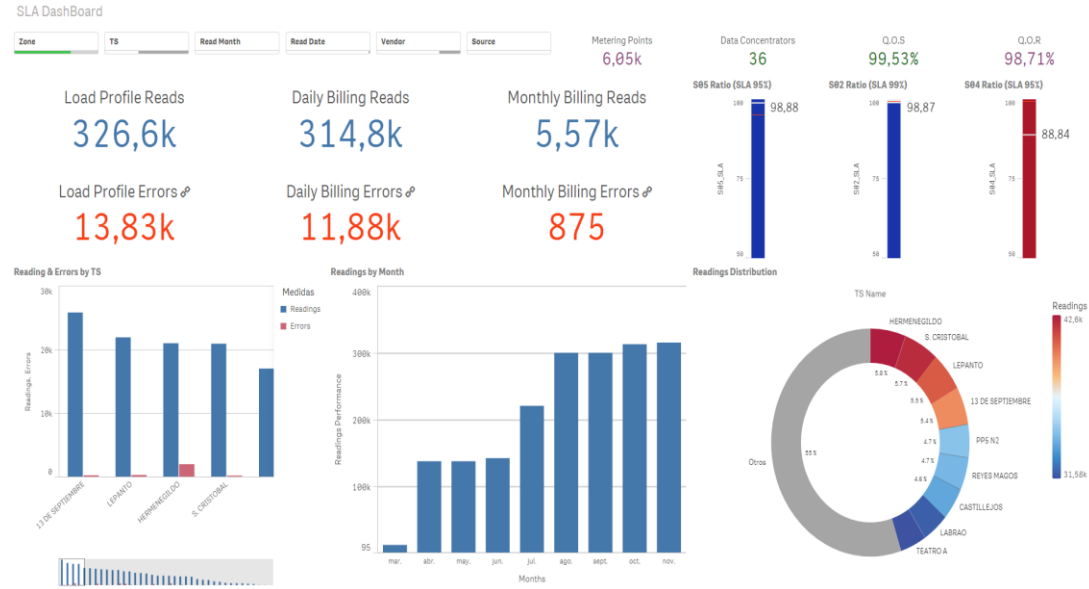 SLA DashBoard
Zone
TS
Read Month
Read Date
Vendor
Source
Metering Points
6,05k
Data Concentrators
36
Q.O.S
99,53%
Q.O.R
98,71%
Load Profile Reads
326,6k
Daily Billing Reads
314,8k
Monthly Billing Reads
5,57k
Load Profile Errors
13,83k
Daily Billing Errors
11,88k
Monthly Billing Errors
875
S05 Ratio (SLA 95%)
100
98,88
75
50
S05_SLA
S02 Ratio (SLA 99%)
100
98,87
75
50
S02_SLA
S04 Ratio (SLA 95%)
100
88,84
75
50
S04_SLA
Reading & Errors by TS
30k
20k
10k
0
Readings, Errors
13 DE SEPTIEMBRE
LEPANTO
HERMENEGILDO
S. CRISTOBAL
Medidas
Readings
Errors
Readings by Month
400k
300k
200k
100k
95
Readings Performance
mar.
abr.
may.
jun.
jul.
ago.
sept.
oct.
nov.
Months
Readings Distribution
TS Name
HERMENEGILDO
S. CRISTOBAL
LEPANTO
13 DE SEPTIEMBRE
PPS N2
REYES MAGOS
CASTILLEJOS
LABRAO
TEATRO A
Otros
5.8 %
5.7 %
5.5 %
5.4 %
4.7 %
4.7 %
4.6 %
55 %
Readings
42,6k
31,58k